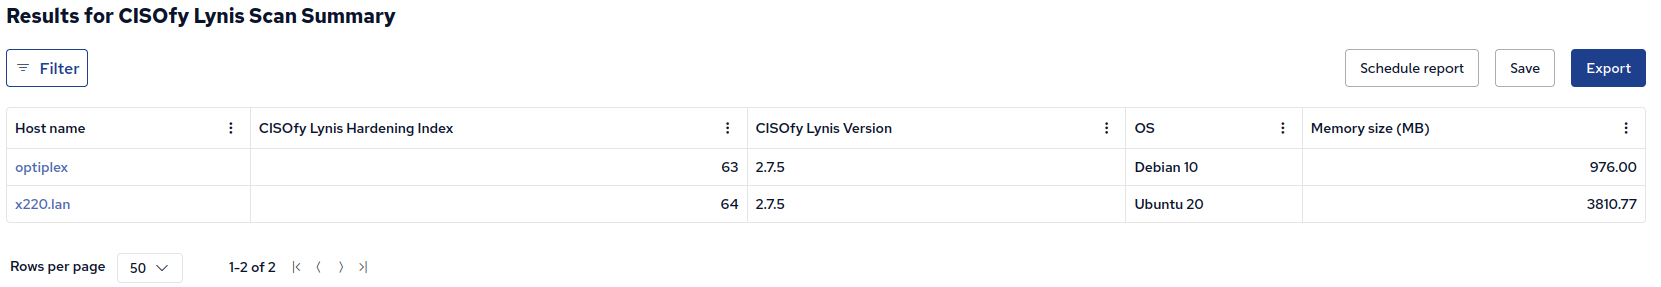 Results for CISOfy Lynis Scan Summary
Filter
Schedule report Save Export
Host name CISOfy Lynis Hardening Index CISOfy Lynis Version OS Memory size (MB)
optiplex 63 2.7.5 Debian 10 976.00
x220.lan 64 2.7.5 Ubuntu 20 3810.77
Rows per page 50 1-2 of 2